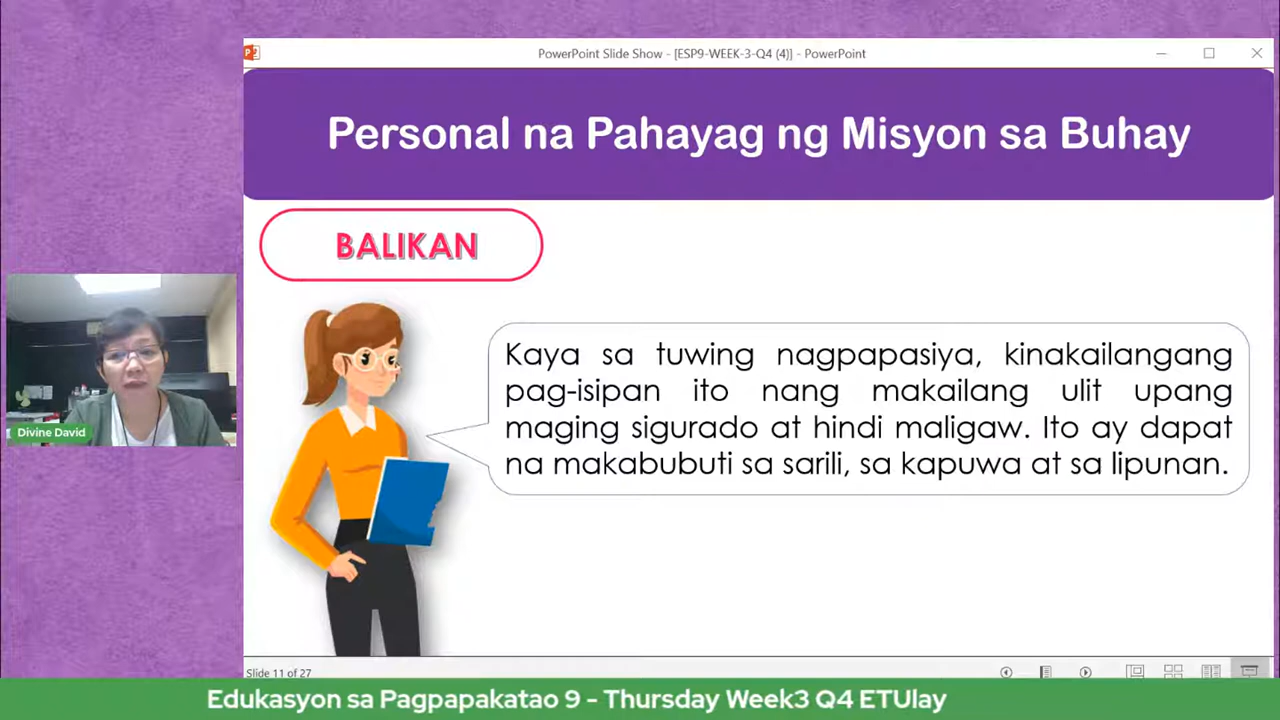 PowerPoint Slide Show - [ESP9-WEEK-3-Q4 (4)] - PowerPoint
Personal na Pahayag ng Misyon sa Buhay
BALIKAN
Kaya sa tuwing nagpapasiya, kinakailangang
pag-isipan ito nang makailang ulit upang
maging sigurado at hindi maligaw. Ito ay dapat
na makabubuti sa sarili, sa kapuwa at sa lipunan.
Divine David
Slide 11 of 27
Edukasyon sa Pagpapakatao 9 - Thursday Week3 Q4 ETUlay